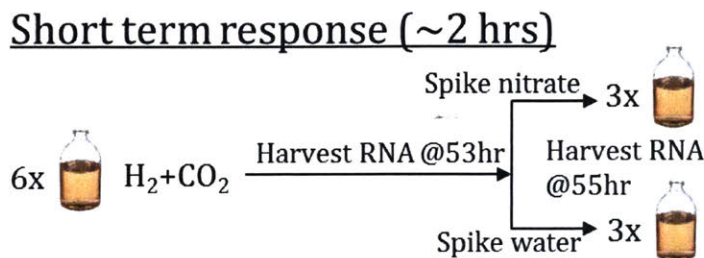 Short term response (~2 hrs)
Spike nitrate
3x
6x
H₂+CO₂
Harvest RNA @53hr
Harvest RNA
@55hr
Spike water
3x